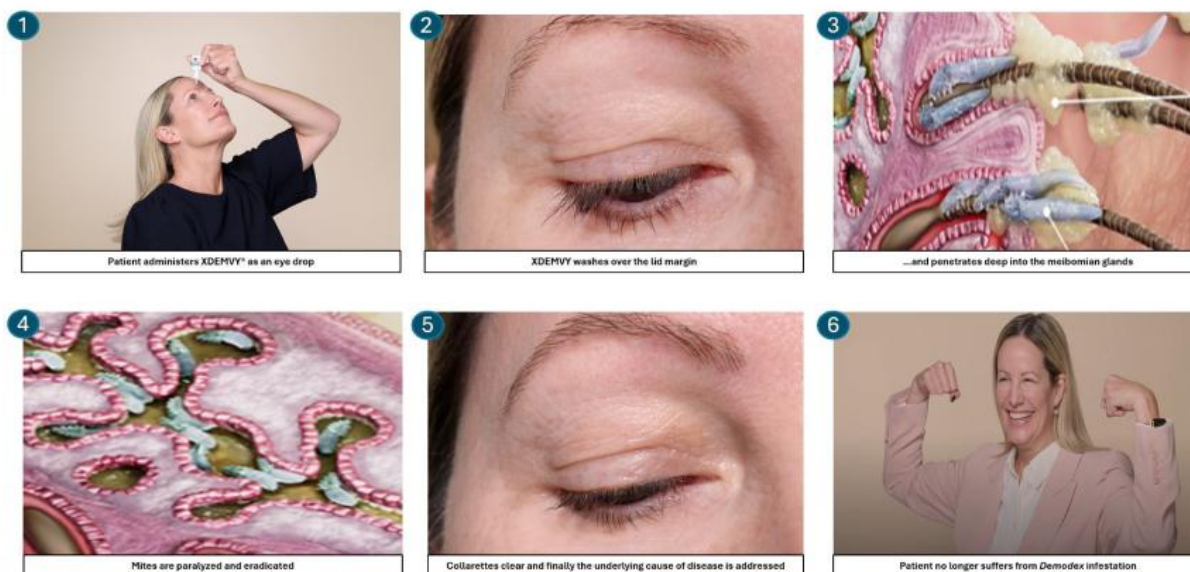 1
Patient administers XDEMVY® as an eye drop
2
XDEMVY washes over the lid margin
3
...and penetrates deep into the meibomian glands
4
Mites are paralyzed and eradicated
5
Collarettes clear and finally the underlying cause of disease is addressed
6
Patient no longer suffers from Demodex infestation